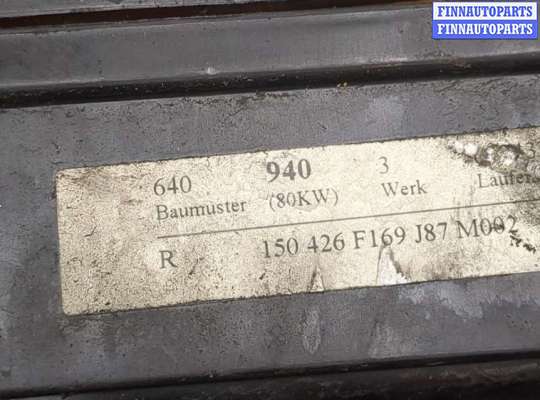 FINNAUTOPARTS
FINNAUTOPARTS
640 940 3
Baumuster (80KW) Werk
R 150 426 F169 J87 M002